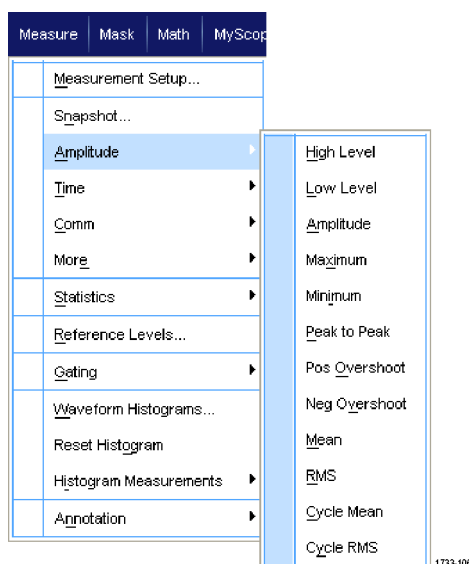 Measure Mask Math MyScop
Measurement Setup...
Snapshot...
Amplitude
Time
Comm
More
Statistics
Reference Levels...
Gating
Waveform Histograms...
Reset Histogram
Histogram Measurements
Annotation
High Level
Low Level
Amplitude
Maximum
Minimum
Peak to Peak
Pos Overshoot
Neg Overshoot
Mean
RMS
Cycle Mean
Cycle RMS